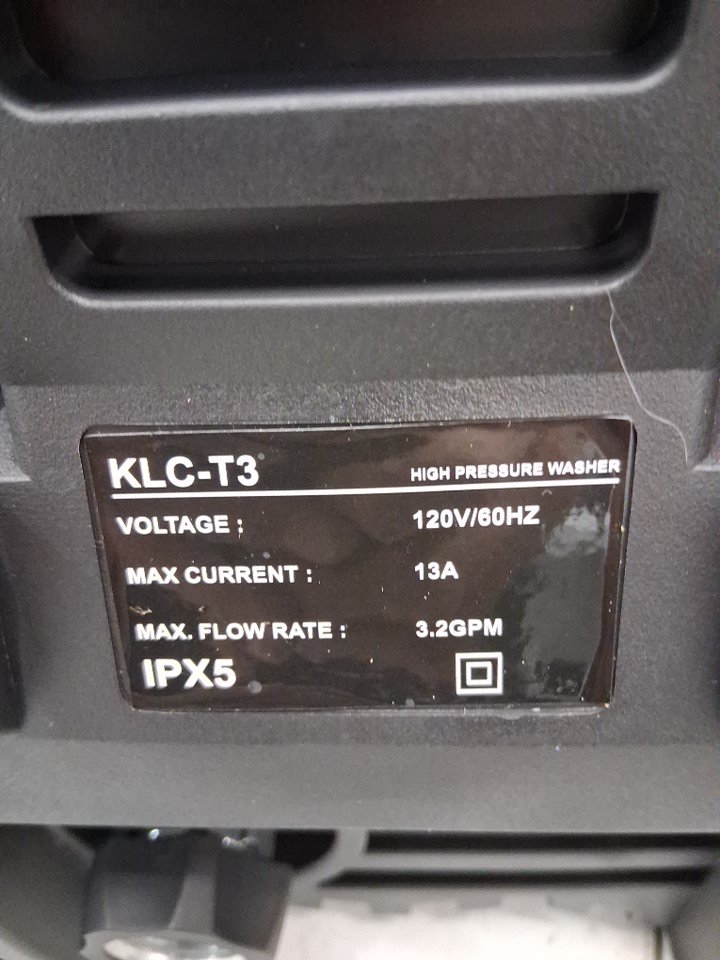 KLC-T3 HIGH PRESSURE WASHER
VOLTAGE : 120V/60HZ
MAX CURRENT : 13A
MAX. FLOW RATE : 3.2GPM
IPX5